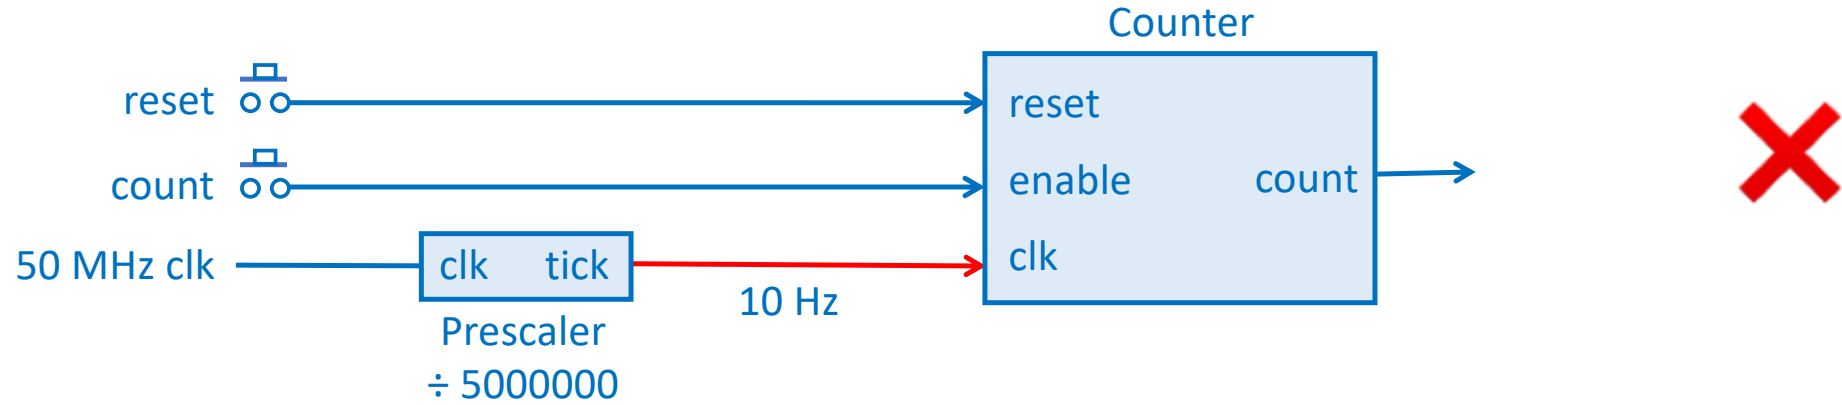 Counter
reset
reset
count
enable
count
50 MHz clk
clk
tick
clk
10 Hz
Prescaler
÷ 5000000